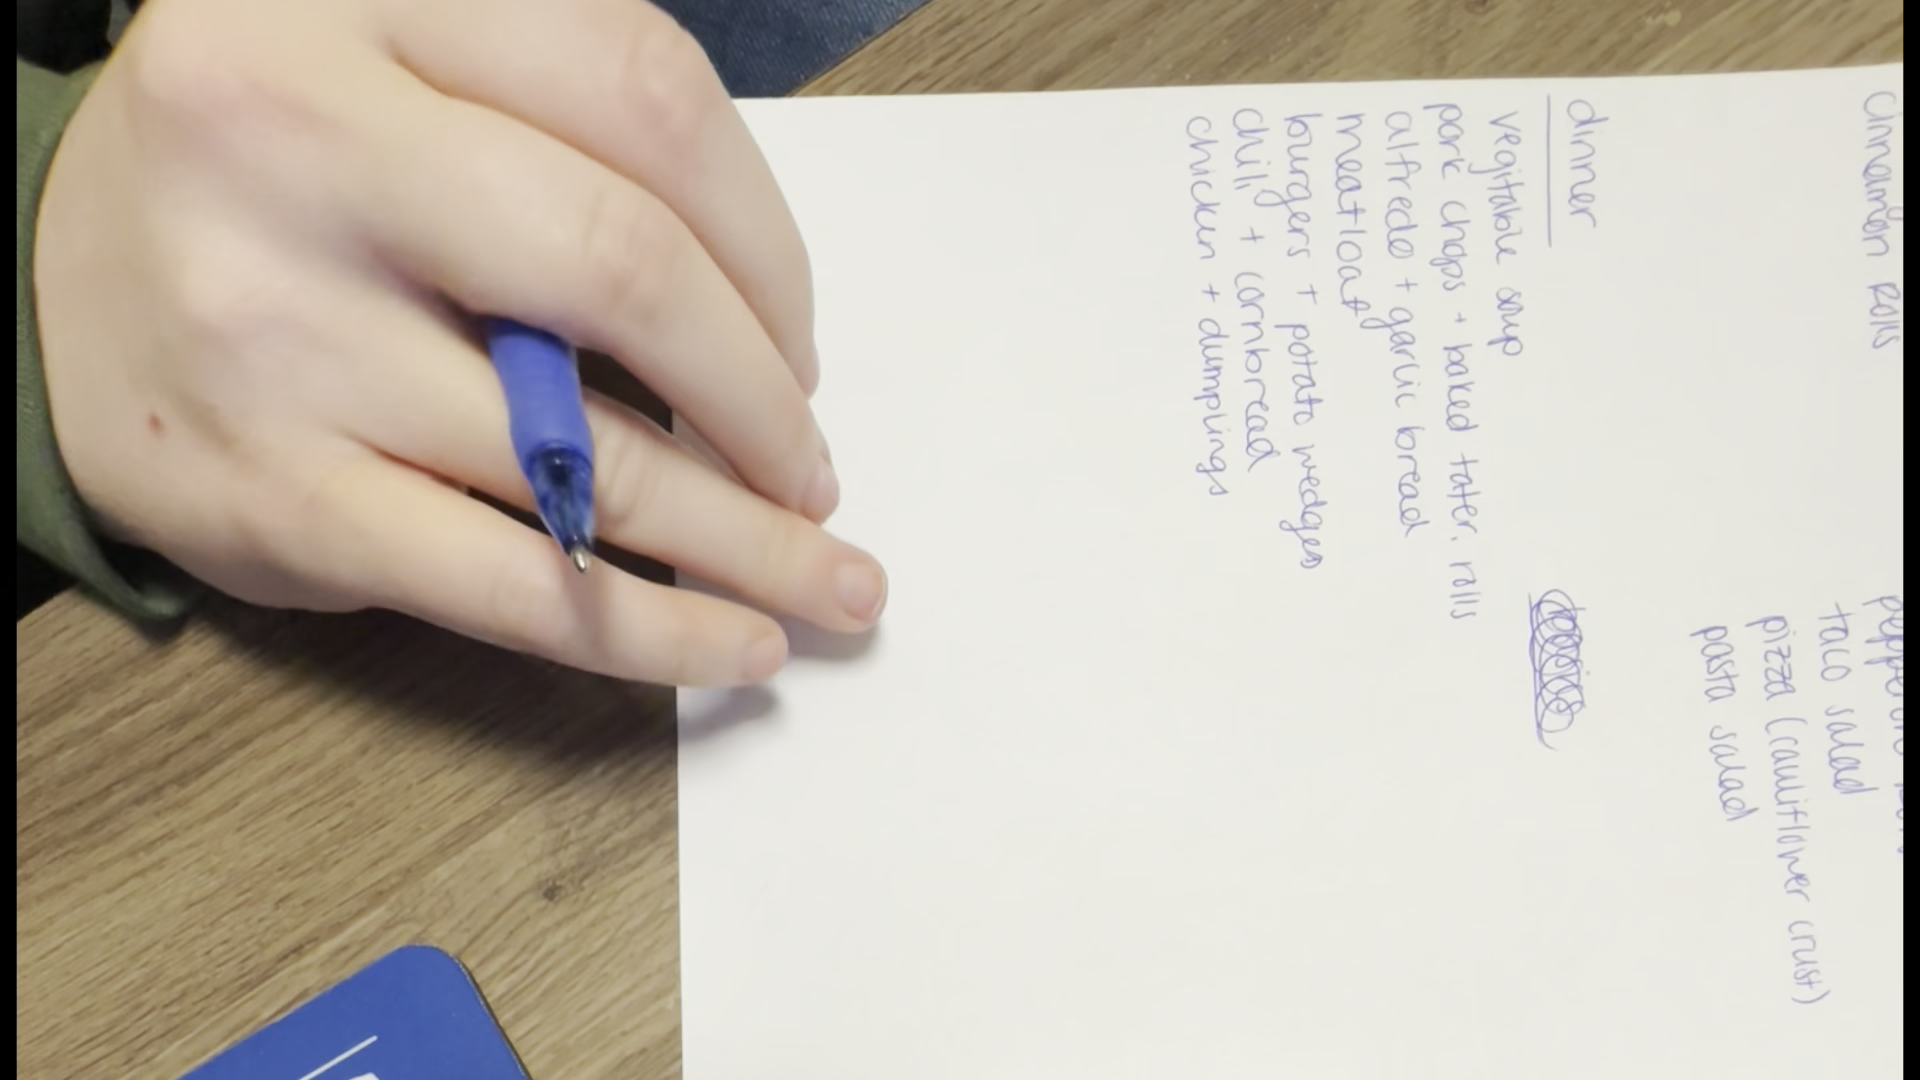 cinnamon rolls
taco salad
pizza (cauliflower crust)
pasta salad
dinner
vegitable soup
pork chops + baked tater, rolls
alfredo + garlic bread
meatloaf
burgers + potato wedges
chili + cornbread
chicken + dumplings